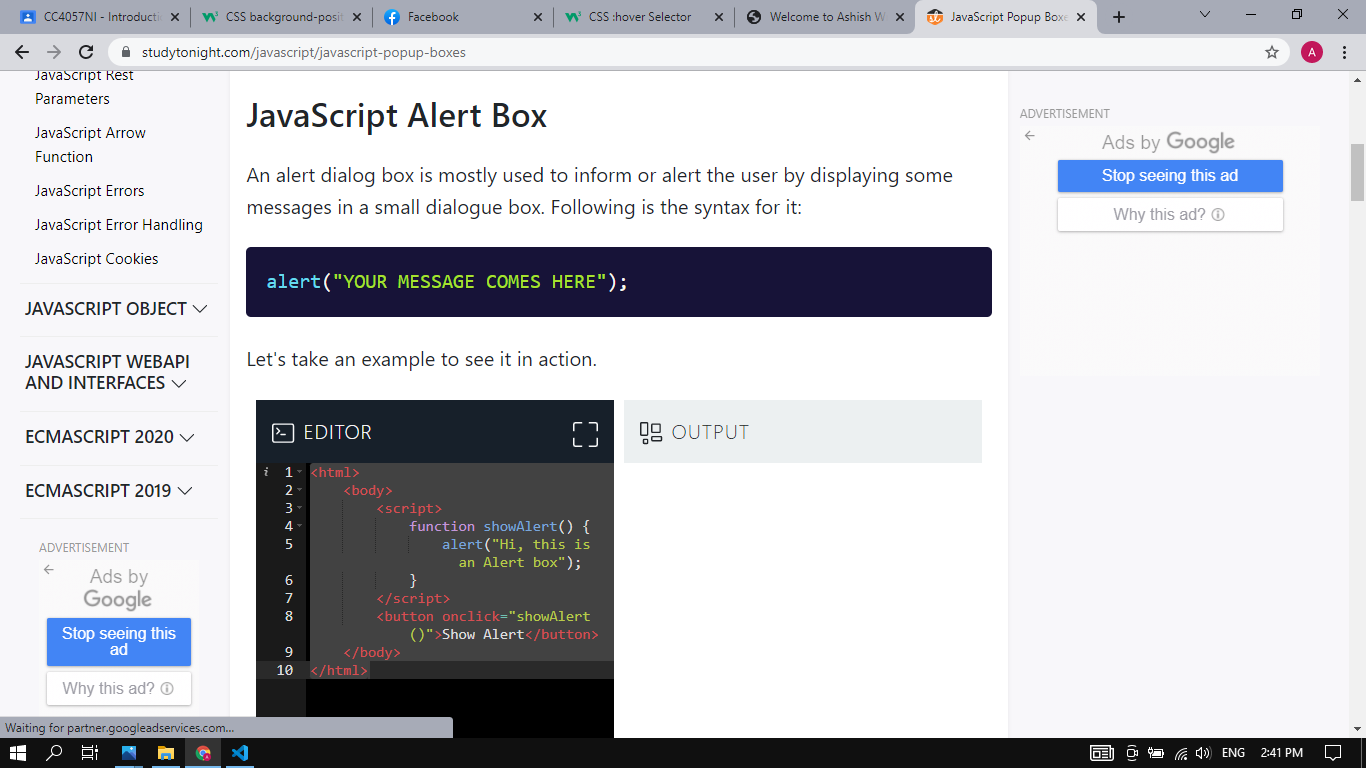 CC4057NI - Introducti
CSS background-posit
Facebook
CSS :hover Selector
Welcome to Ashish W
JavaScript Popup Boxe
studytonight.com/javascript/javascript-popup-boxes
A
JavaScript Rest
Parameters
JavaScript Arrow
Function
JavaScript Errors
JavaScript Error Handling
JavaScript Cookies
JAVASCRIPT OBJECT
JAVASCRIPT WEBAPI
AND INTERFACES
ECMASCRIPT 2020
ECMASCRIPT 2019
ADVERTISEMENT
Ads by
Google
Stop seeing this
ad
Why this ad?
JavaScript Alert Box
An alert dialog box is mostly used to inform or alert the user by displaying some
messages in a small dialogue box. Following is the syntax for it:
alert("YOUR MESSAGE COMES HERE");
Let's take an example to see it in action.
EDITOR
i 1 <html>
2 <body>
3 <script>
4 function showAlert() {
5 alert("Hi, this is
an Alert box");
6 }
7 </script>
8 <button onclick="showAlert
()">Show Alert</button>
9 </body>
10 </html>
OUTPUT
ADVERTISEMENT
Ads by Google
Stop seeing this ad
Why this ad?
Waiting for partner.googleadservices.com...
ENG
2:41 PM